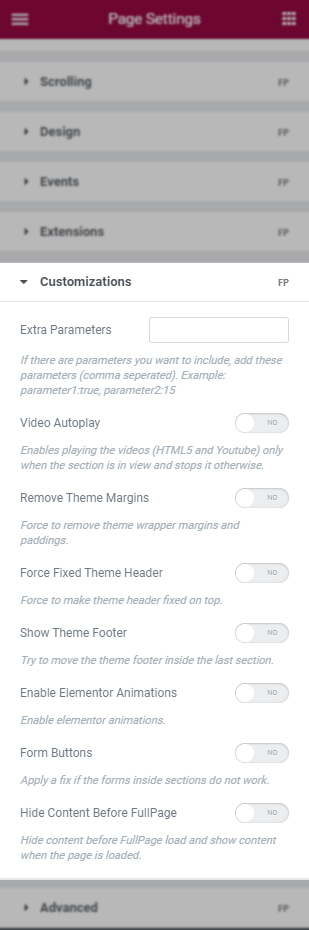 Page Settings
Scrolling FP
Design FP
Events FP
Extensions FP
Customizations FP
Extra Parameters
If there are parameters you want to include, add these
parameters (comma seperated). Example:
parameter1:true, parameter2:15
Video Autoplay NO
Enables playing the videos (HTML5 and Youtube) only
when the section is in view and stops it otherwise.
Remove Theme Margins NO
Force to remove theme wrapper margins and
paddings.
Force Fixed Theme Header NO
Force to make theme header fixed on top.
Show Theme Footer NO
Try to move the theme footer inside the last section.
Enable Elementor Animations NO
Enable elementor animations.
Form Buttons NO
Apply a fix if the forms inside sections do not work.
Hide Content Before FullPage NO
Hide content before FullPage load and show content
when the page is loaded.
Advanced FP